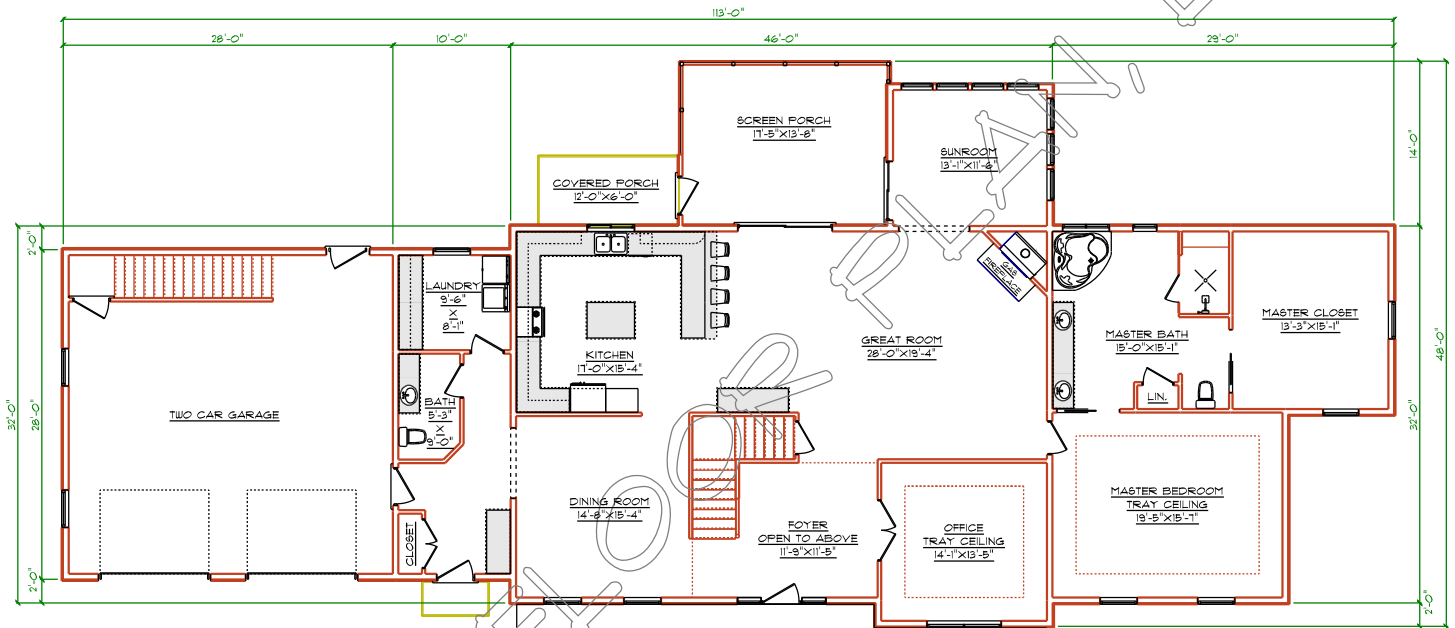 113'-0"
28'-0"
10'-0"
46'-0"
29'-0"
SCREEN PORCH
17'-5"X13'-8"
SUNROOM
13'-1"X11'-6"
14'-0"
COVERED PORCH
12'-0"X6'-0"
2'-0"
LAUNDRY
9'-6"
X
8'-1"
GAS
FIREPLACE
MASTER CLOSET
13'-3"X15'-1"
MASTER BATH
15'-0"X15'-1"
GREAT ROOM
28'-0"X19'-4"
KITCHEN
17'-0"X15'-4"
48'-0"
LIN.
BATH
5'-3"
X
9'-0"
TWO CAR GARAGE
32'-0"
28'-0"
32'-0"
MASTER BEDROOM
TRAY CEILING
19'-5"X15'-7"
DINING ROOM
14'-8"X15'-4"
FOYER
OPEN TO ABOVE
11'-9"X11'-5"
OFFICE
TRAY CEILING
14'-1"X13'-5"
CLOSET
2'-0"
2'-0"
FLOOR PLAN